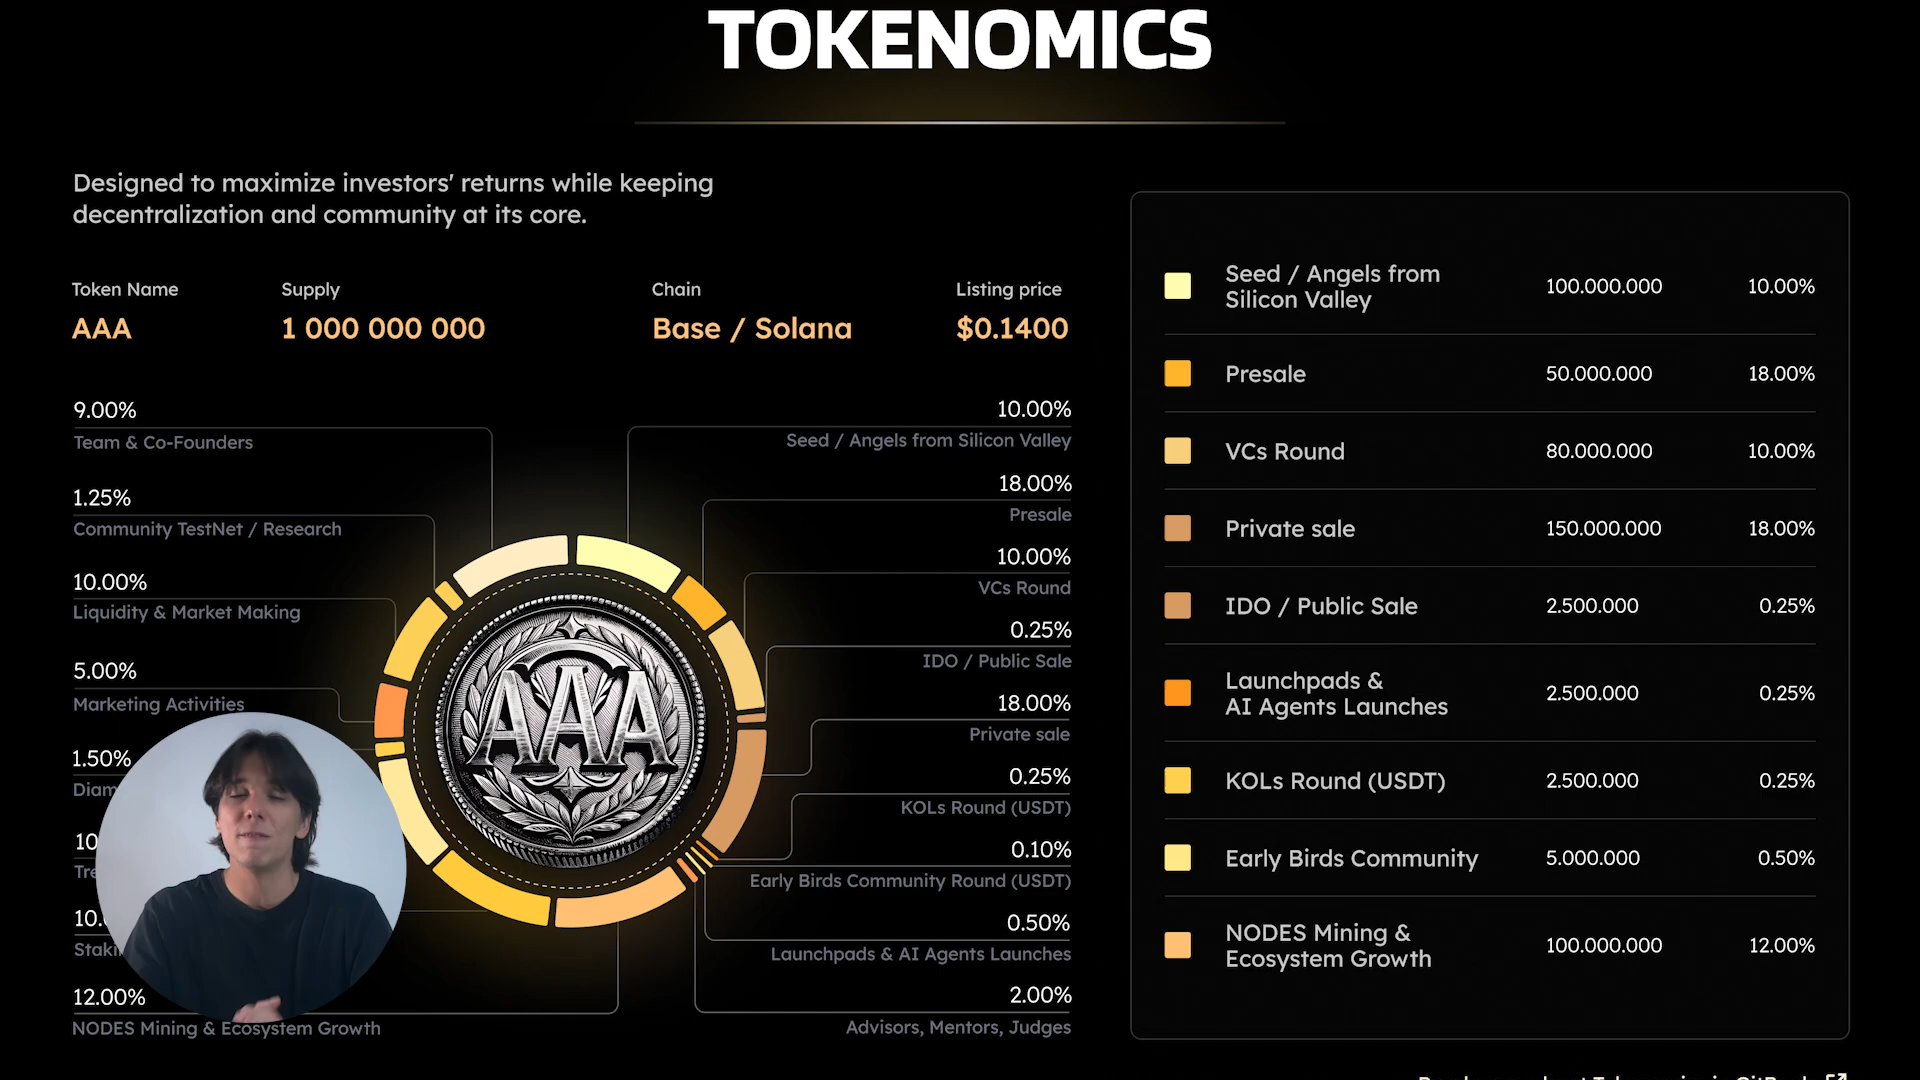 TOKENOMICS
Designed to maximize investors' returns while keeping
decentralization and community at its core.
Token Name
Supply
Chain
Listing price
AAA
1 000 000 000
Base / Solana
$0.1400
9.00%
Team & Co-Founders
1.25%
Community TestNet / Research
10.00%
Liquidity & Market Making
5.00%
Marketing Activities
1.50%
12.00%
NODES Mining & Ecosystem Growth
AAA
10.00%
Seed / Angels from Silicon Valley
18.00%
Presale
10.00%
VCs Round
0.25%
IDO / Public Sale
18.00%
Private sale
0.25%
KOLs Round (USDT)
0.10%
Early Birds Community Round (USDT)
0.50%
Launchpads & AI Agents Launches
2.00%
Advisors, Mentors, Judges
Seed / Angels from
Silicon Valley
100.000.000
10.00%
Presale
50.000.000
18.00%
VCs Round
80.000.000
10.00%
Private sale
150.000.000
18.00%
IDO / Public Sale
2.500.000
0.25%
Launchpads &
AI Agents Launches
2.500.000
0.25%
KOLs Round (USDT)
2.500.000
0.25%
Early Birds Community
5.000.000
0.50%
NODES Mining &
Ecosystem Growth
100.000.000
12.00%